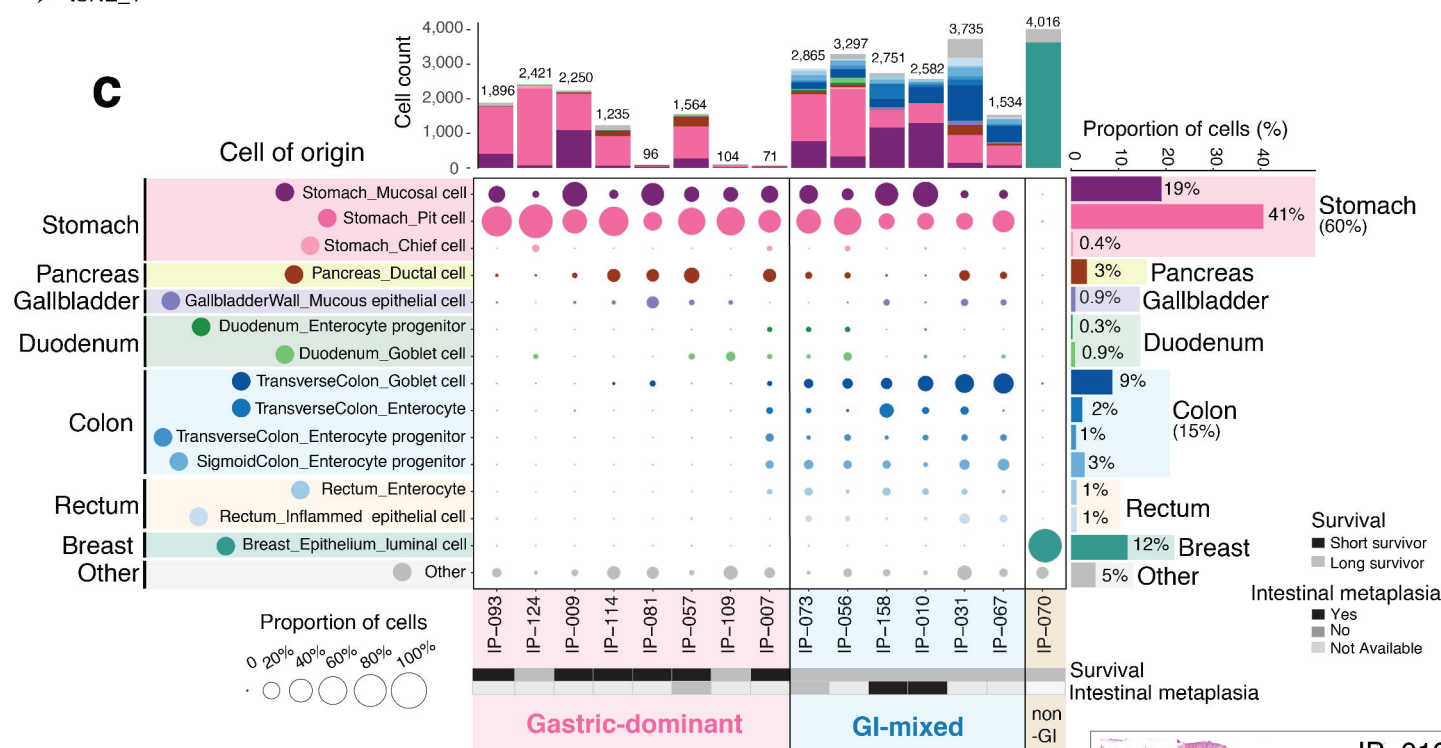 c
Cell count
4,000
3,000
2,000
1,000
0
1,896
2,421
2,250
1,235
96
1,564
104
71
2,865
3,297
2,751
2,582
3,735
1,534
4,016
Cell of origin
Proportion of cells (%)
0 10 20 30 40
Stomach
Stomach_Mucosal cell
Stomach_Pit cell
Stomach_Chief cell
Pancreas
Pancreas_Ductal cell
Gallbladder
GallbladderWall_Mucous epithelial cell
Duodenum
Duodenum_Enterocyte progenitor
Duodenum_Goblet cell
Colon
TransverseColon_Goblet cell
TransverseColon_Enterocyte
TransverseColon_Enterocyte progenitor
SigmoidColon_Enterocyte progenitor
Rectum
Rectum_Enterocyte
Rectum_Inflammed epithelial cell
Breast
Breast_Epithelium_luminal cell
Other
Other
19%
41%
0.4%
Stomach
(60%)
3%
Pancreas
0.9%
Gallbladder
0.3%
0.9%
Duodenum
9%
2%
1%
3%
Colon
(15%)
1%
1%
Rectum
12%
Breast
5%
Other
Proportion of cells
0 20% 40% 60% 80% 100%
IP-093
IP-124
IP-009
IP-114
IP-081
IP-057
IP-109
IP-007
IP-073
IP-056
IP-158
IP-010
IP-031
IP-067
IP-070
Survival
Short survivor
Long survivor
Intestinal metaplasia
Yes
No
Not Available
Survival
Intestinal metaplasia
Gastric-dominant
GI-mixed
non
-GI